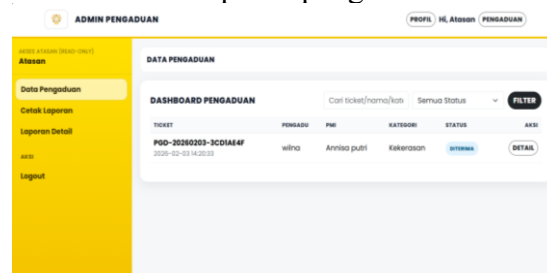 ADMIN PENGADUAN
PROFIL Hi, Atasan PENGADUAN
AKSES ATASAN (READ-ONLY)
Atasan
Data Pengaduan
Cetak Laporan
Laporan Detail
AKSI
Logout
DATA PENGADUAN
DASHBOARD PENGADUAN
Cari ticket/nama/kate Semua Status FILTER
TICKET PENGADU PMI KATEGORI STATUS AKSI
PGD-20260203-3CD1AE4F wilna Annisa putri Kekerasan DITERIMA DETAIL
2026-02-03 14:20:33